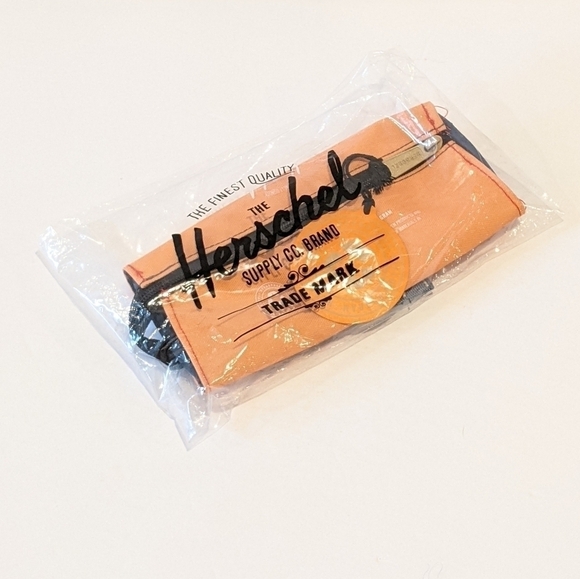 THE FINEST QUALITY
THE
Herschel
SUPPLY CO. BRAND
TRADE MARK